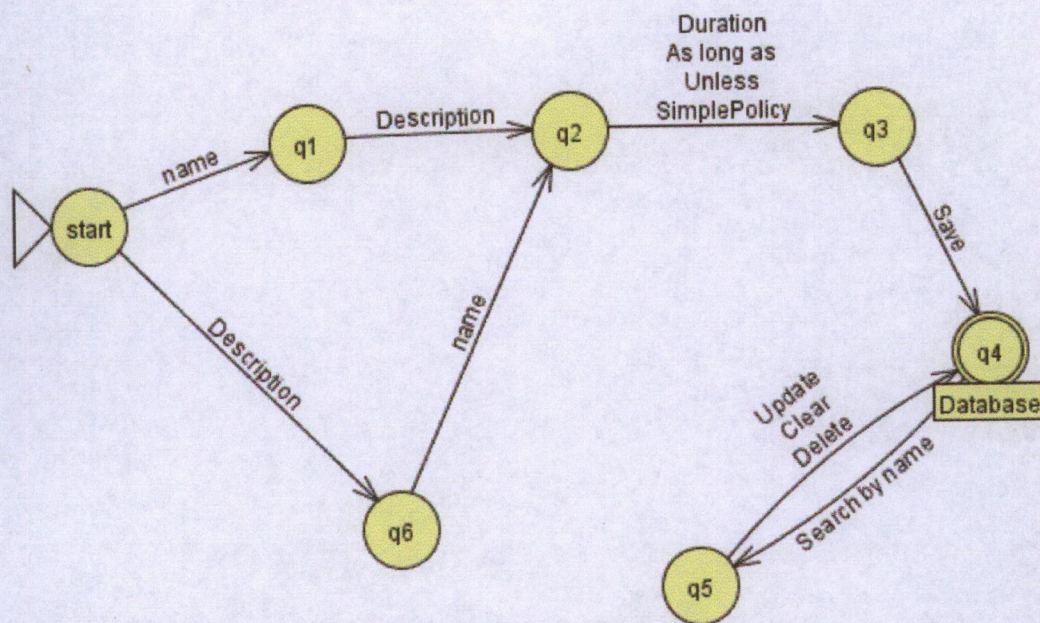 Duration
As long as
Unless
SimplePolicy
Description
q1
q2
q3
name
start
Save
Description
name
q4
Database
Update
Clear
Delete
Search by name
q6
q5